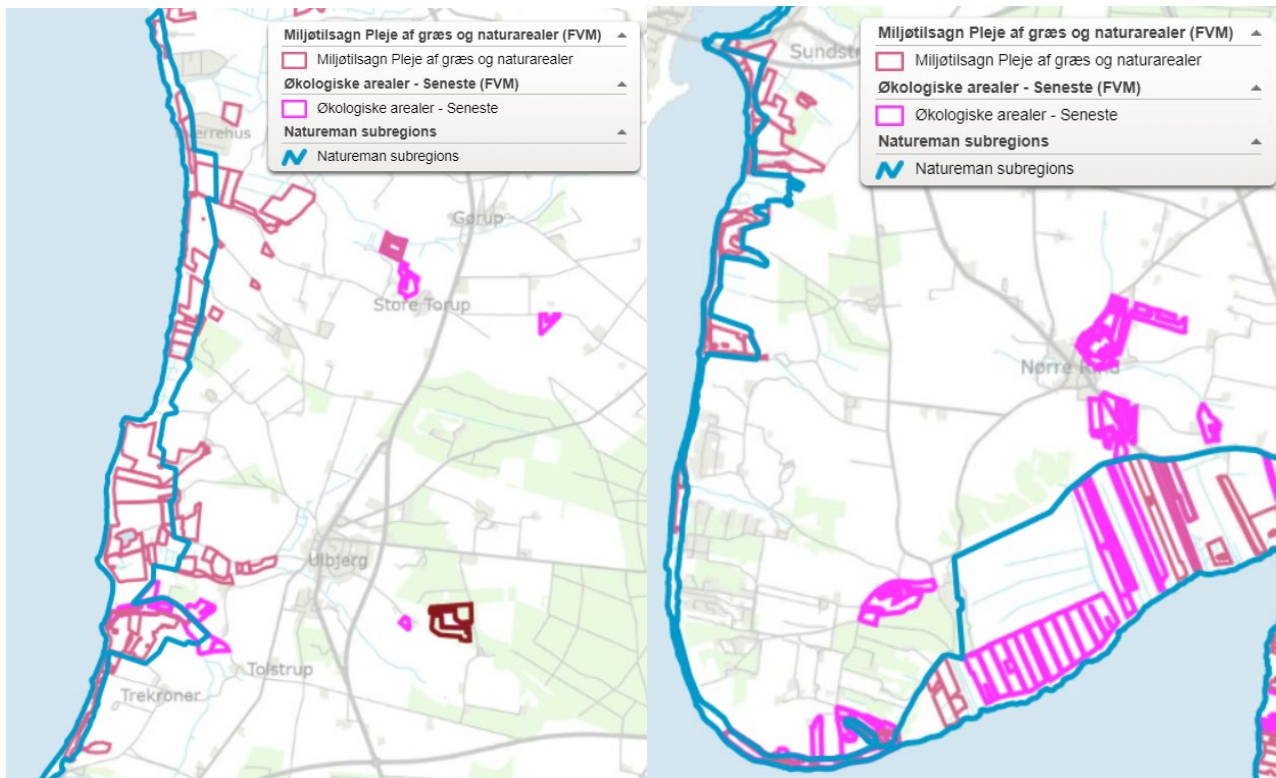 Miljøtilsagn Pleje af græs og naturarealer (FVM)
Miljøtilsagn Pleje af græs og naturarealer
Økologiske arealer - Seneste (FVM)
Økologiske arealer - Seneste
Natureman subregions
Natureman subregions
Gørup
Store Torup
Ulbjerg
Tolstrup
Trekroner
Miljøtilsagn Pleje af græs og naturarealer (FVM)
Miljøtilsagn Pleje af græs og naturarealer
Økologiske arealer - Seneste (FVM)
Økologiske arealer - Seneste
Natureman subregions
Natureman subregions
Sundstr
Nørre Rind